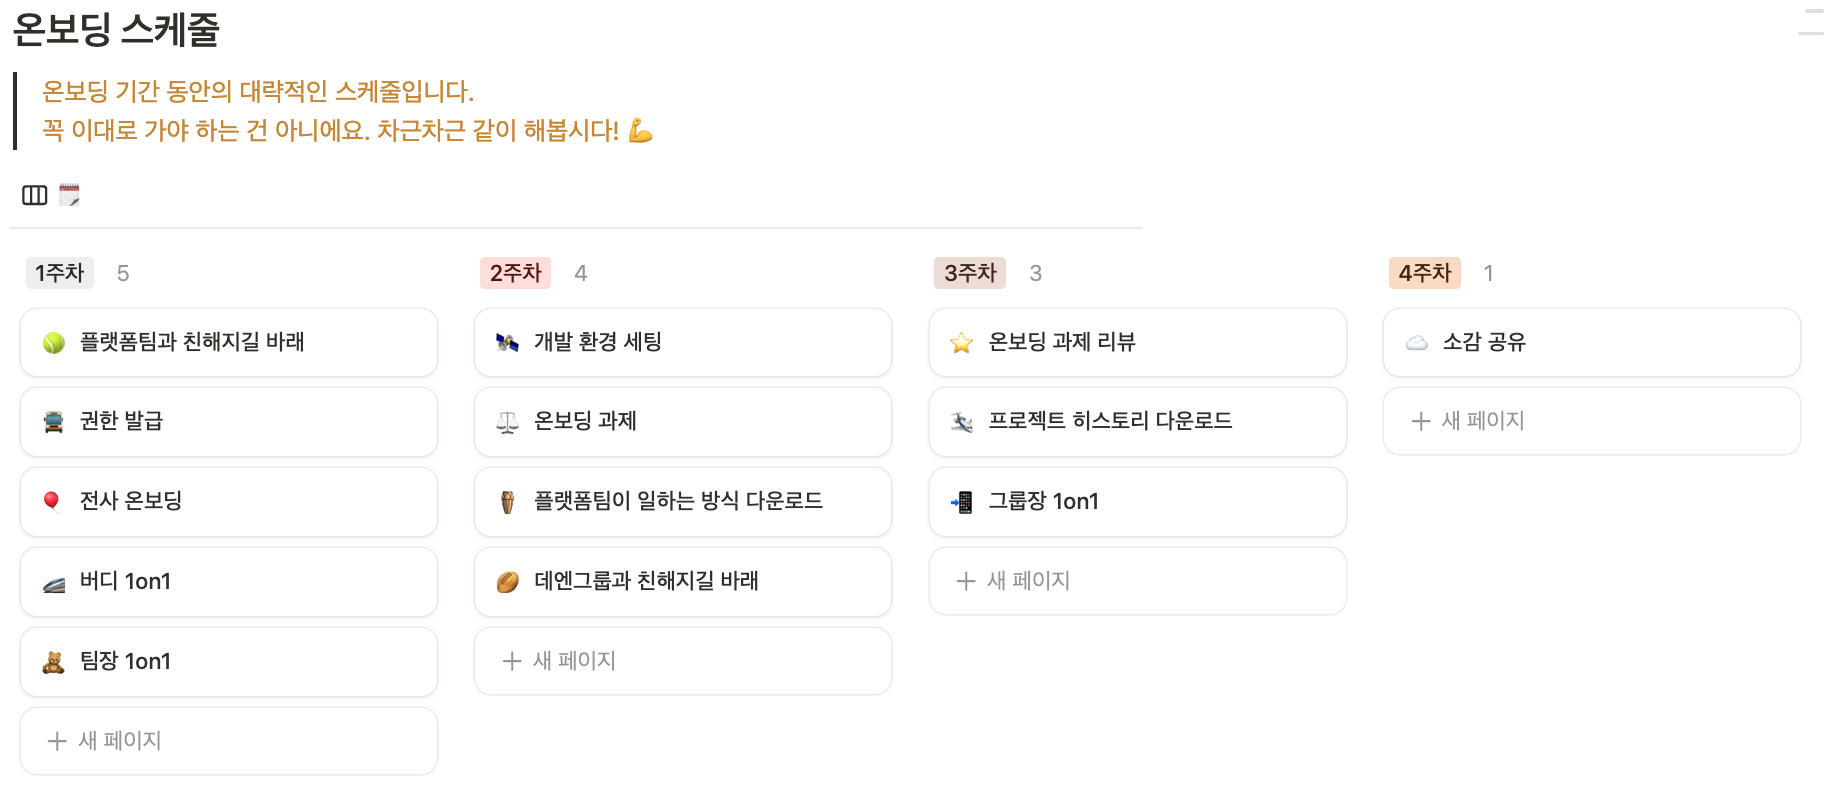 온보딩 스케줄
온보딩 기간 동안의 대략적인 스케줄입니다.
꼭 이대로 가야 하는 건 아니에요. 차근차근 같이 해봅시다! 💪
1주차 5
플랫폼팀과 친해지길 바래
권한 발급
전사 온보딩
버디 1on1
팀장 1on1
+ 새 페이지
2주차 4
개발 환경 세팅
온보딩 과제
플랫폼팀이 일하는 방식 다운로드
데엔그룹과 친해지길 바래
+ 새 페이지
3주차 3
온보딩 과제 리뷰
프로젝트 히스토리 다운로드
그룹장 1on1
+ 새 페이지
4주차 1
소감 공유
+ 새 페이지